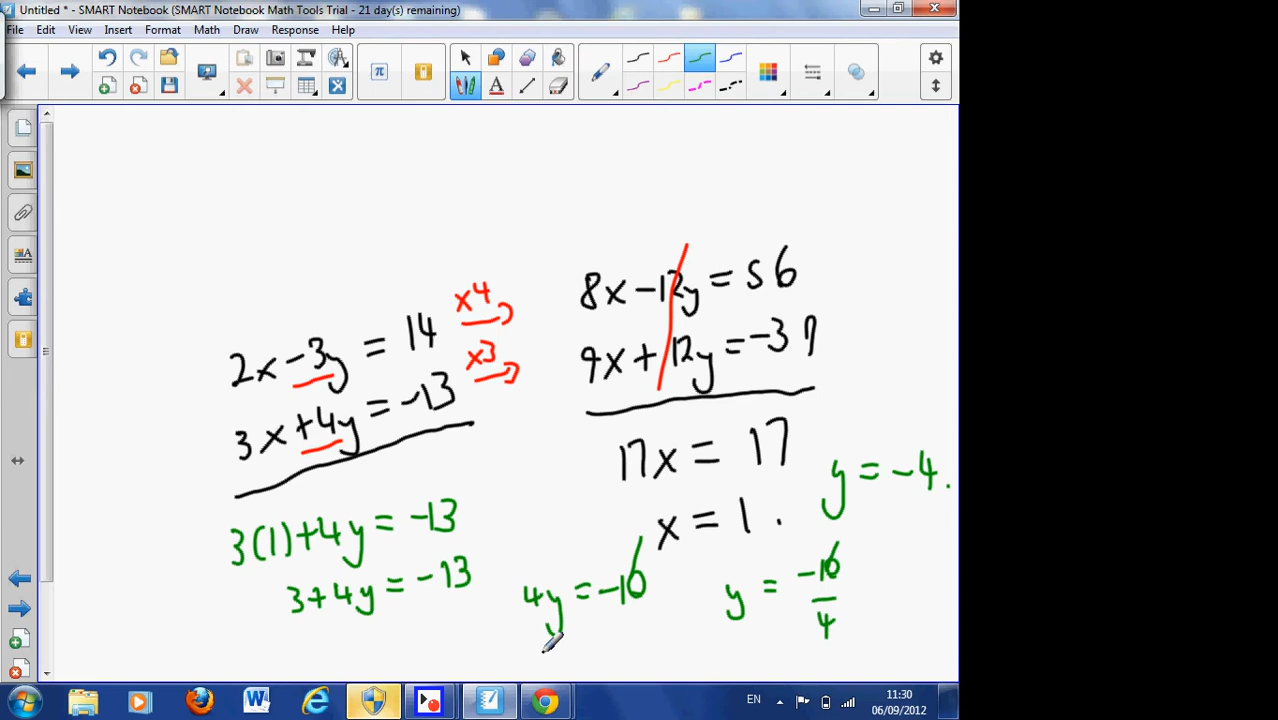 Untitled * - SMART Notebook (SMART Notebook Math Tools Trial - 21 day(s) remaining)
File Edit View Insert Format Math Draw Response Help
2x - 3y = 14 x4
3x + 4y = -13 x3
8x - 12y = 56
9x + 12y = -39
17x = 17
x = 1.
3(1) + 4y = -13
3 + 4y = -13
4y = -16
y = -16/4
y = -4.
EN 11:30
06/09/2012